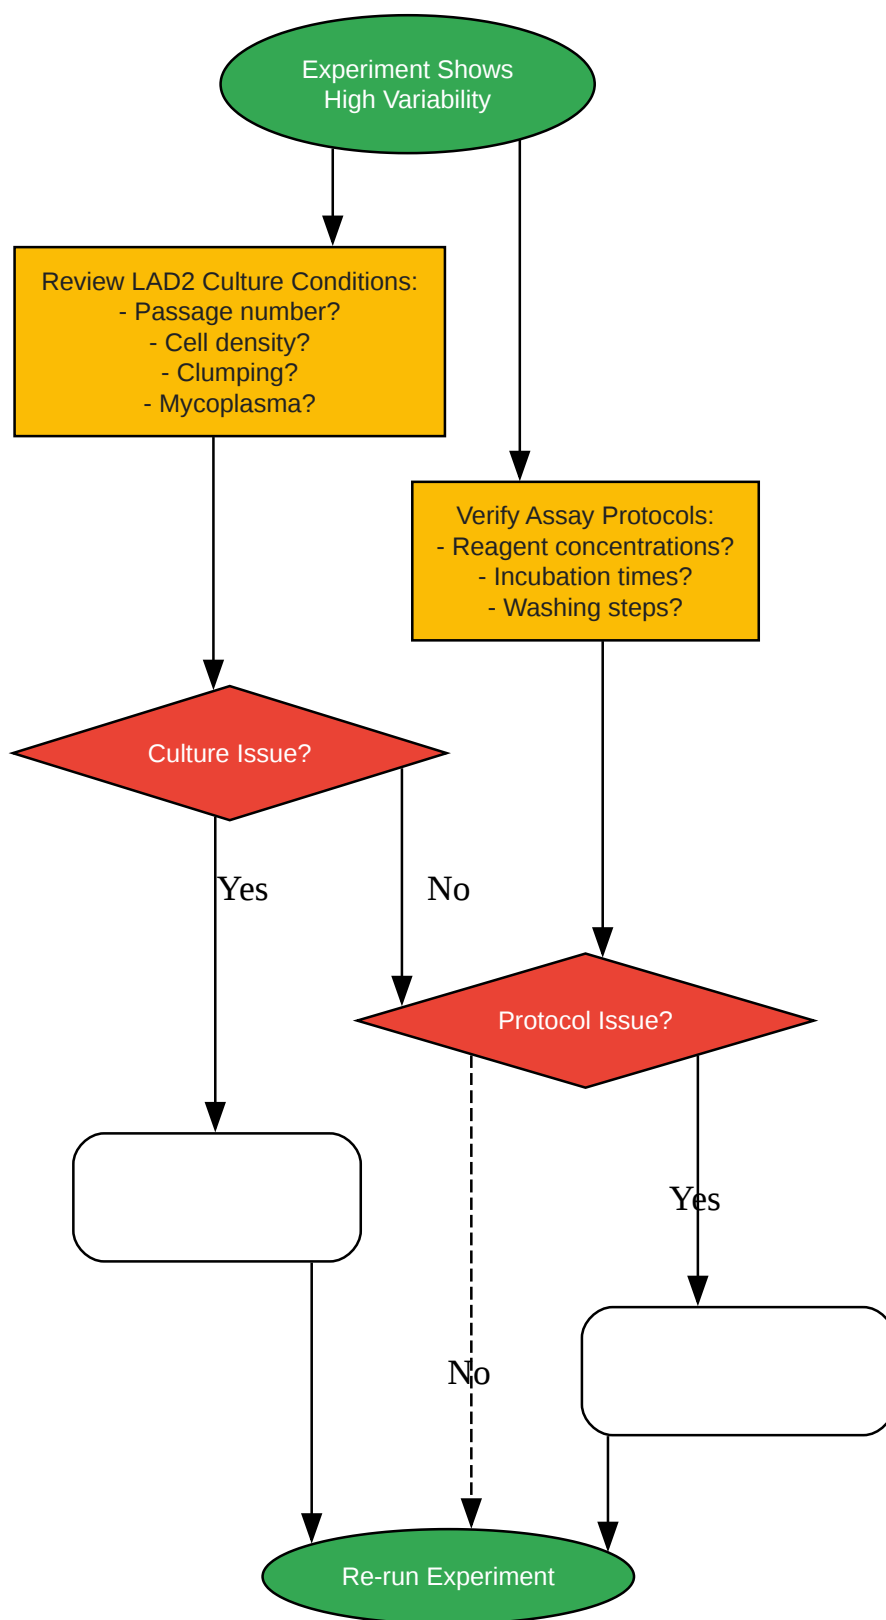 Experiment Shows
High Variability
Review LAD2 Culture Conditions:
- Passage number?
- Cell density?
- Clumping?
- Mycoplasma?
Verify Assay Protocols:
- Reagent concentrations?
- Incubation times?
- Washing steps?
Culture Issue?
Yes
No
Protocol Issue?
Yes
No
Re-run Experiment